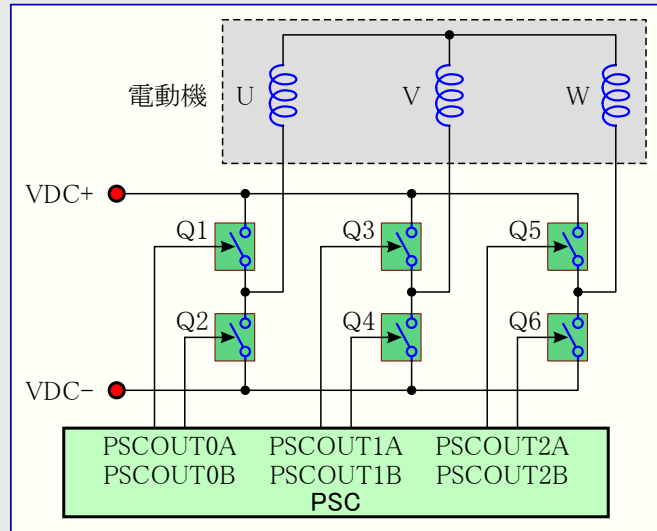 電動機 U V W
VDC+
Q1 Q3 Q5
Q2 Q4 Q6
VDC−
PSCOUT0A PSCOUT1A PSCOUT2A
PSCOUT0B PSCOUT1B PSCOUT2B
PSC